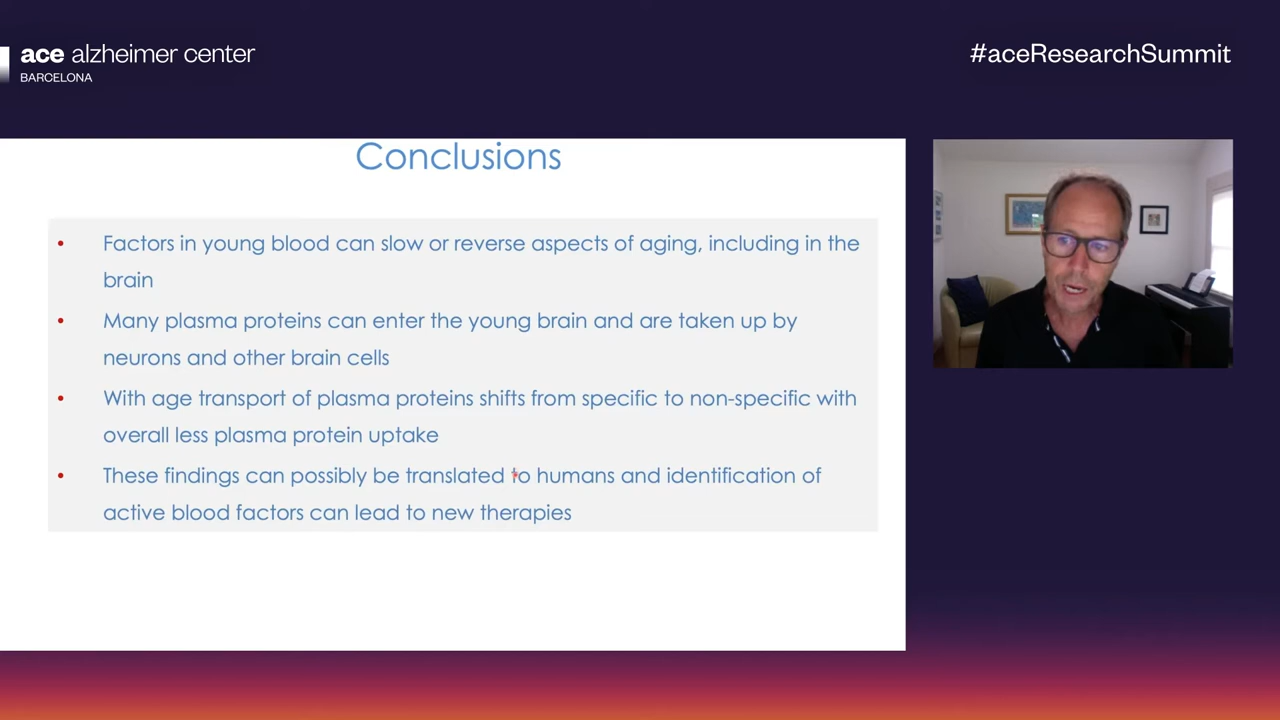 ace alzheimer center
BARCELONA
#aceResearchSummit
Conclusions
• Factors in young blood can slow or reverse aspects of aging, including in the
brain
• Many plasma proteins can enter the young brain and are taken up by
neurons and other brain cells
• With age transport of plasma proteins shifts from specific to non-specific with
overall less plasma protein uptake
• These findings can possibly be translated to humans and identification of
active blood factors can lead to new therapies